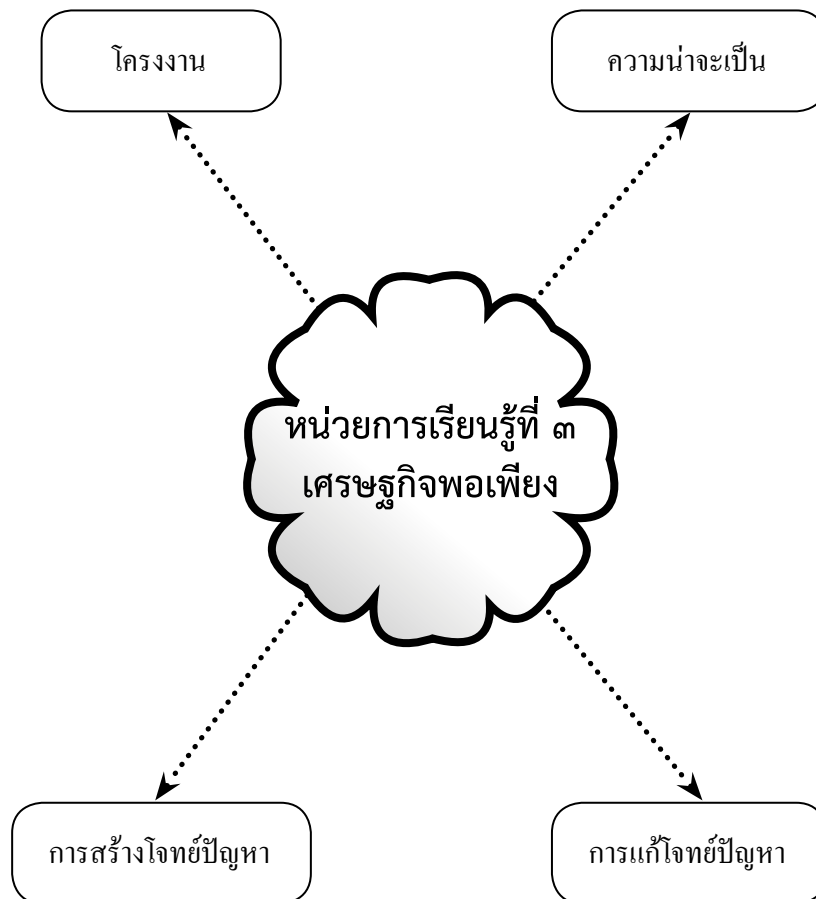 โครงงาน
ความน่าจะเป็น
หน่วยการเรียนรู้ที่ ๓
เศรษฐกิจพอเพียง
การสร้างโจทย์ปัญหา
การแก้โจทย์ปัญหา